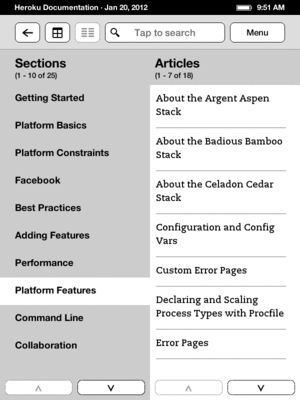 Heroku Documentation · Jan 20, 2012
9:51 AM
Tap to search
Menu
Sections
(1 - 10 of 25)
Getting Started
Platform Basics
Platform Constraints
Facebook
Best Practices
Adding Features
Performance
Platform Features
Command Line
Collaboration
Articles
(1 - 7 of 18)
About the Argent Aspen
Stack
About the Badious Bamboo
Stack
About the Celadon Cedar
Stack
Configuration and Config
Vars
Custom Error Pages
Declaring and Scaling
Process Types with Procfile
Error Pages